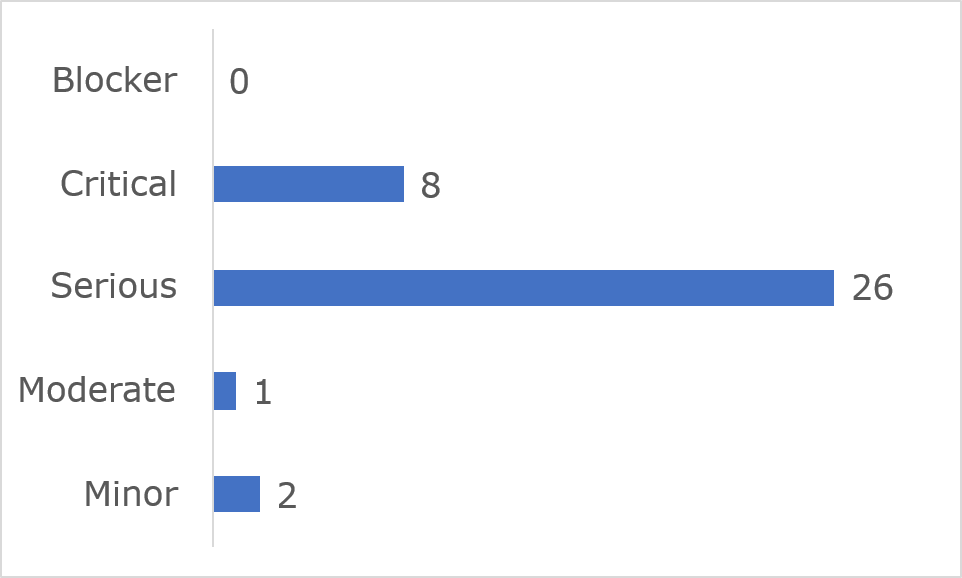 Blocker 0
Critical 8
Serious 26
Moderate 1
Minor 2